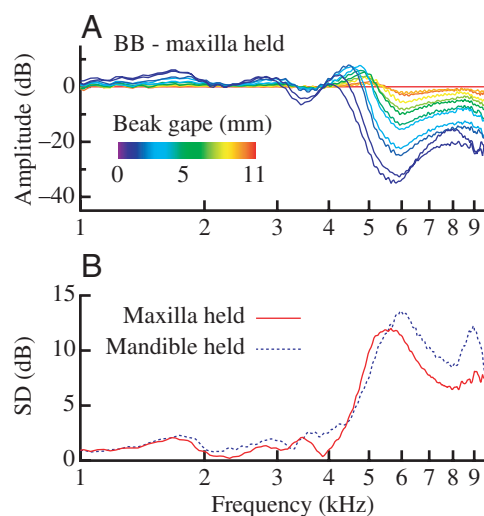 A
BB - maxilla held
Amplitude (dB)
0
−20
−40
Beak gape (mm)
0 5 11
1 2 3 4 5 6 7 8 9
B
SD (dB)
15
10
5
0
Maxilla held
Mandible held
1 2 3 4 5 6 7 8 9
Frequency (kHz)